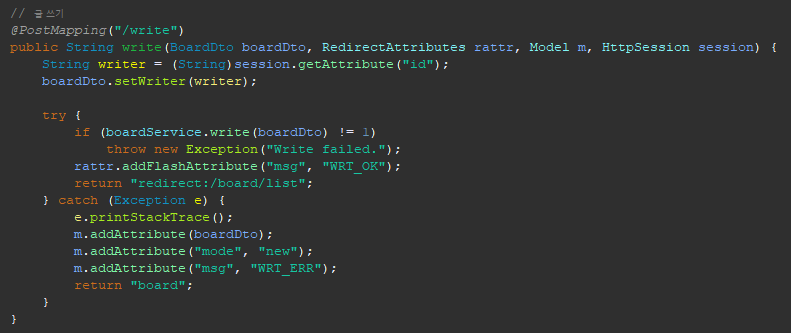 // 글 쓰기
@PostMapping("/write")
public String write(BoardDto boardDto, RedirectAttributes rattr, Model m, HttpSession session) {
    String writer = (String)session.getAttribute("id");
    boardDto.setWriter(writer);

    try {
        if (boardService.write(boardDto) != 1)
            throw new Exception("Write failed.");
        rattr.addFlashAttribute("msg", "WRT_OK");
        return "redirect:/board/list";
    } catch (Exception e) {
        e.printStackTrace();
        m.addAttribute(boardDto);
        m.addAttribute("mode", "new");
        m.addAttribute("msg", "WRT_ERR");
        return "board";
    }
}